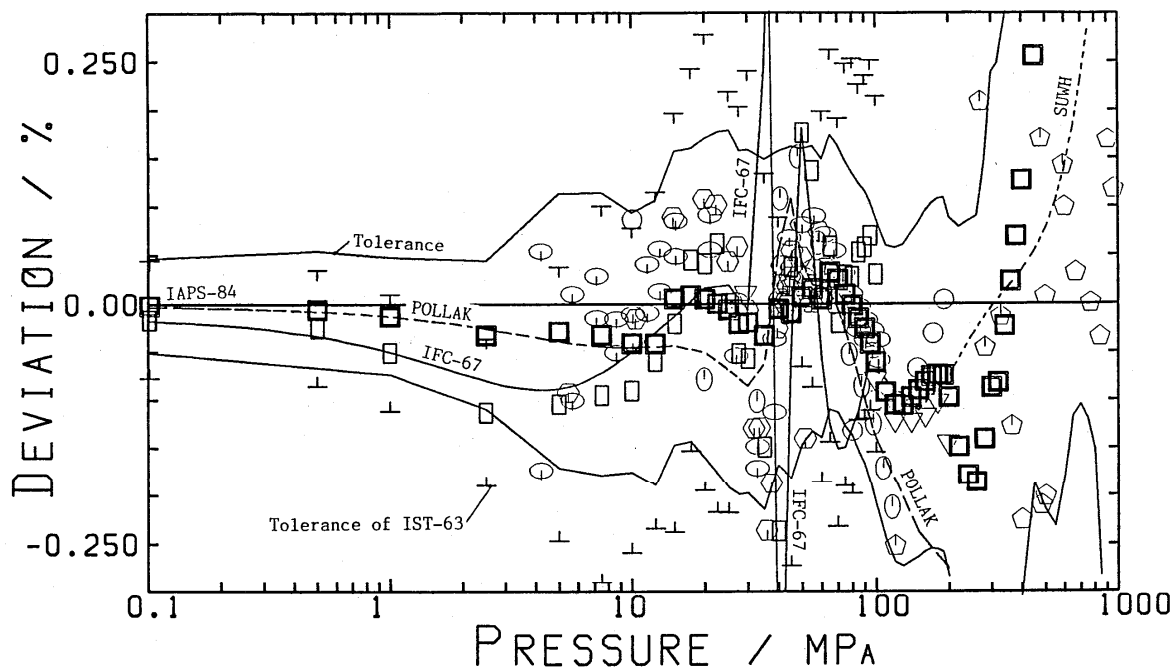 0.250
0.00
-0.250
DEVIATION / %
IAPS-84
Tolerance
POLLAK
IFC-67
Tolerance of IST-63
IFC-67
IFC-67
POLLAK
SUWH
0.1
1
10
100
1000
PRESSURE / MPA